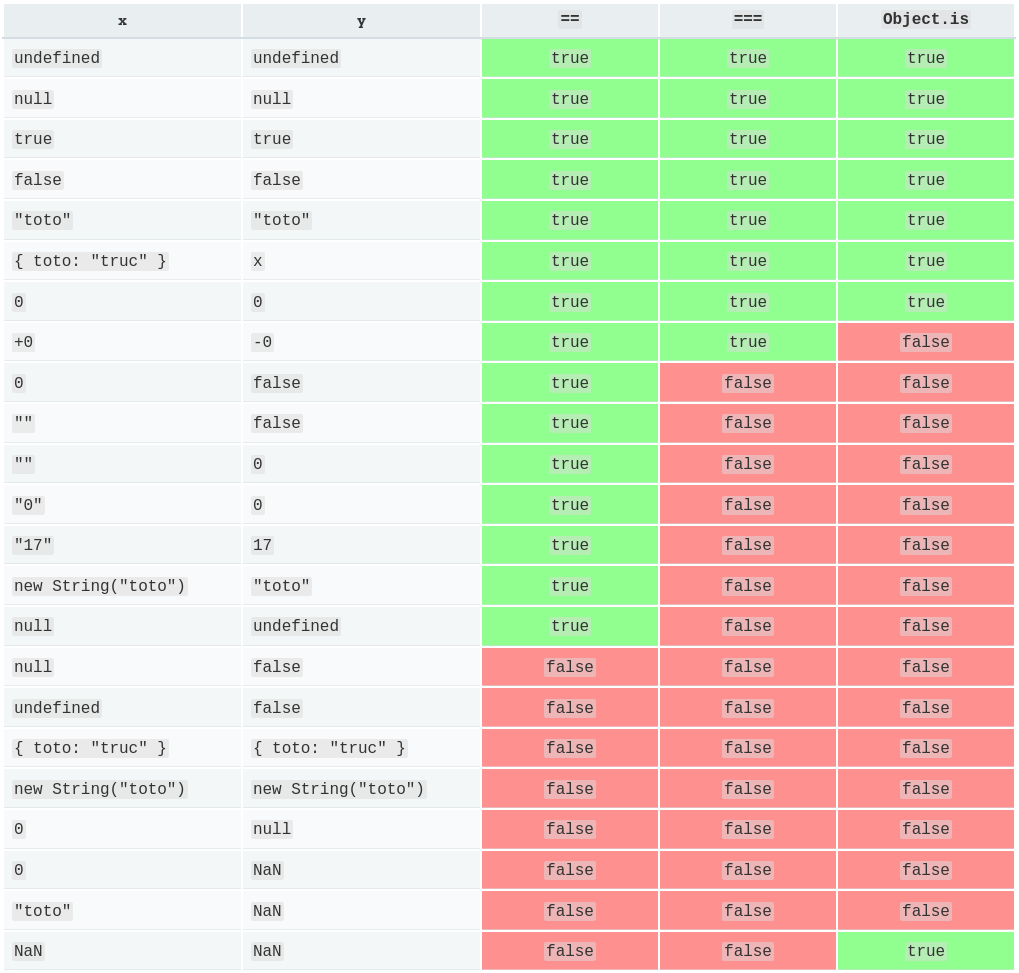 x y == === Object.is
undefined undefined true true true
null null true true true
true true true true true
false false true true true
"toto" "toto" true true true
{ toto: "truc" } x true true true
0 0 true true true
+0 -0 true true false
0 false true false false
"" false true false false
"" 0 true false false
"0" 0 true false false
"17" 17 true false false
new String("toto") "toto" true false false
null undefined true false false
null false false false false
undefined false false false false
{ toto: "truc" } { toto: "truc" } false false false
new String("toto") new String("toto") false false false
0 null false false false
0 NaN false false false
"toto" NaN false false false
NaN NaN false false true